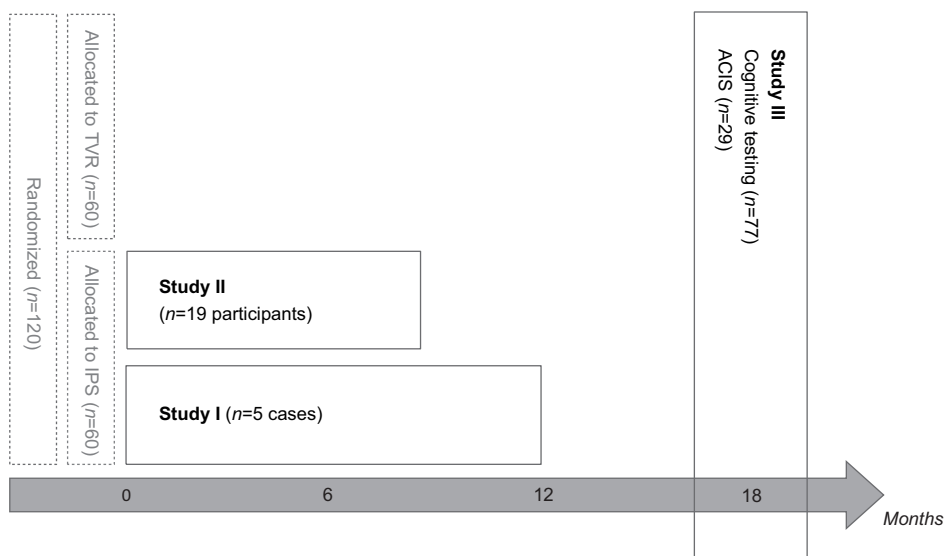 Randomized (n=120)
Allocated to TVR (n=60)
Allocated to IPS (n=60)
Study II
(n=19 participants)
Study I (n=5 cases)
Study III
Cognitive testing (n=77)
ACIS (n=29)
0
6
12
18
Months